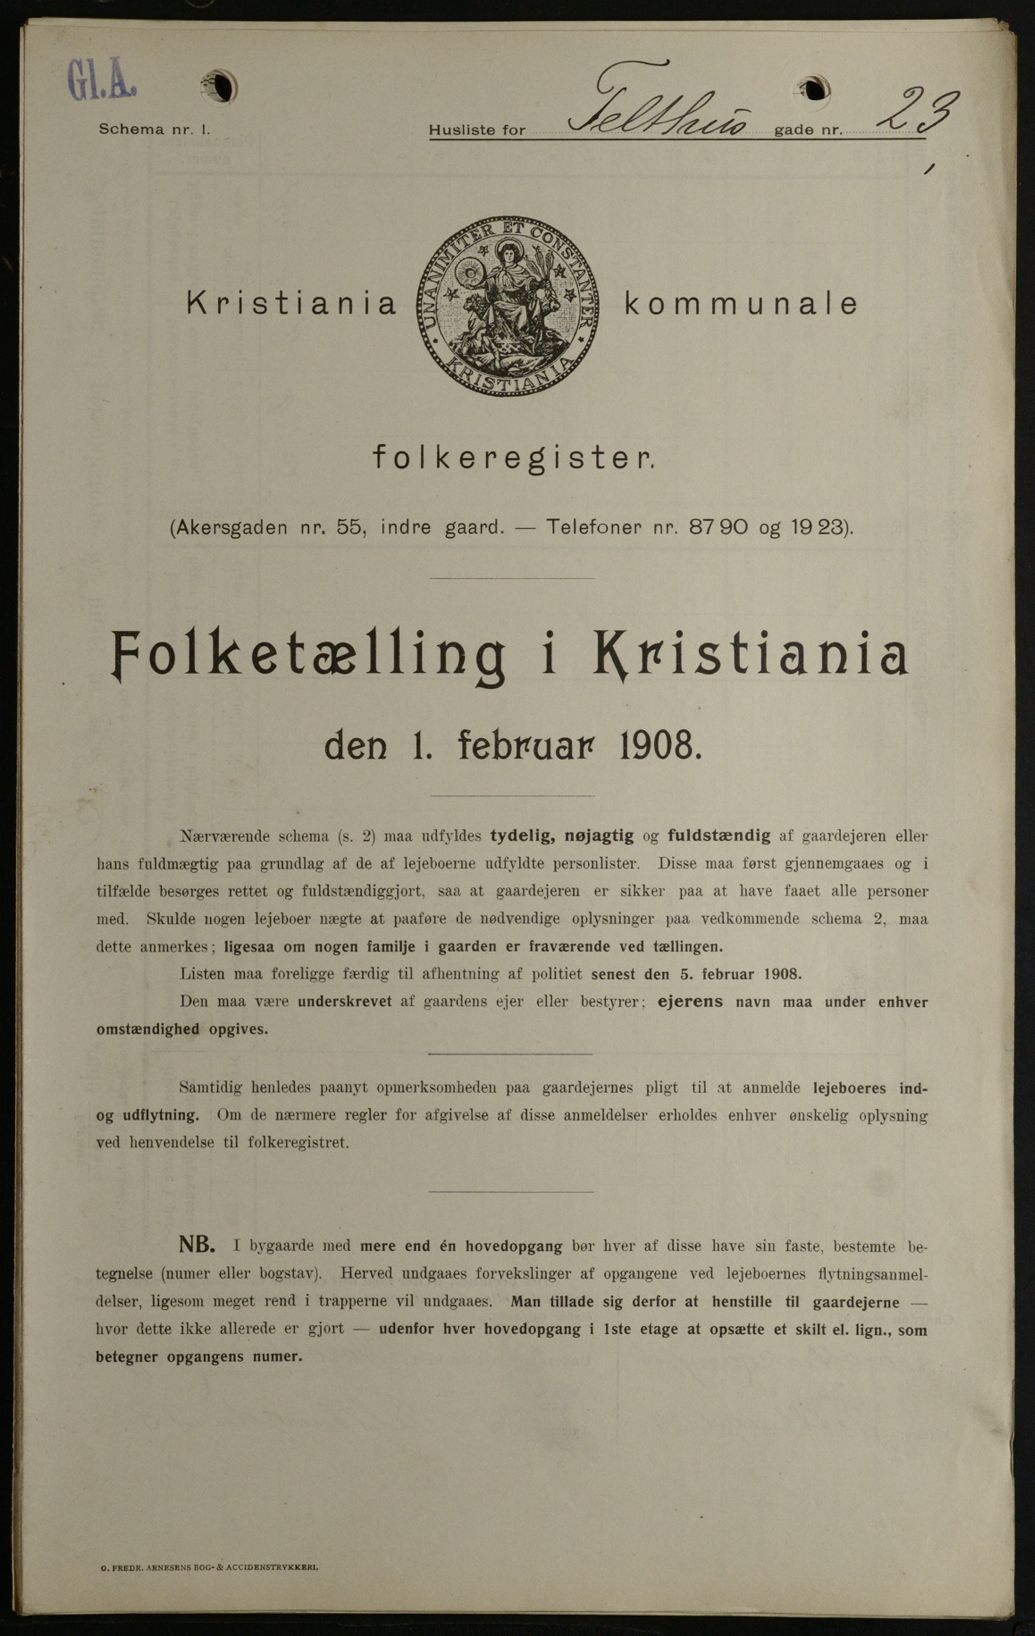 Gl.A.
Schema nr. 1.
Husliste for Felthus gade nr. 23
UNANIMITER ET CONSTANTER
KRISTIANIA
Kristiania kommunale
folkeregister.
(Akersgaden nr. 55, indre gaard. — Telefoner nr. 87 90 og 19 23).
Folketælling i Kristiania
den 1. februar 1908.
Nærværende schema (s. 2) maa udfyldes tydelig, nøjagtig og fuldstændig af gaardejeren eller
hans fuldmægtig paa grundlag af de af lejeboerne udfyldte personlister. Disse maa først gjennemgaaes og i
tilfælde besørges rettet og fuldstændiggjort, saa at gaardejeren er sikker paa at have faaet alle personer
med. Skulde nogen lejeboer nægte at paaføre de nødvendige oplysninger paa vedkommende schema 2, maa
dette anmerkes; ligesaa om nogen familje i gaarden er fraværende ved tællingen.
Listen maa foreligge færdig til afhentning af politiet senest den 5. februar 1908.
Den maa være underskrevet af gaardens ejer eller bestyrer; ejerens navn maa under enhver
omstændighed opgives.
Samtidig henledes paanyt opmerksomheden paa gaardejernes pligt til at anmelde lejeboeres ind-
og udflytning. Om de nærmere regler for afgivelse af disse anmeldelser erholdes enhver ønskelig oplysning
ved henvendelse til folkeregistret.
NB. I bygaarde med mere end én hovedopgang bør hver af disse have sin faste, bestemte be-
tegnelse (numer eller bogstav). Herved undgaaes forvekslinger af opgangene ved lejeboernes flytningsanmel-
delser, ligesom meget rend i trapperne vil undgaaes. Man tillade sig derfor at henstille til gaardejerne —
hvor dette ikke allerede er gjort — udenfor hver hovedopgang i 1ste etage at opsætte et skilt el. lign., som
betegner opgangens numer.
O. FREDR. ARNESENS BOG- & ACCIDENSTRYKKERI.